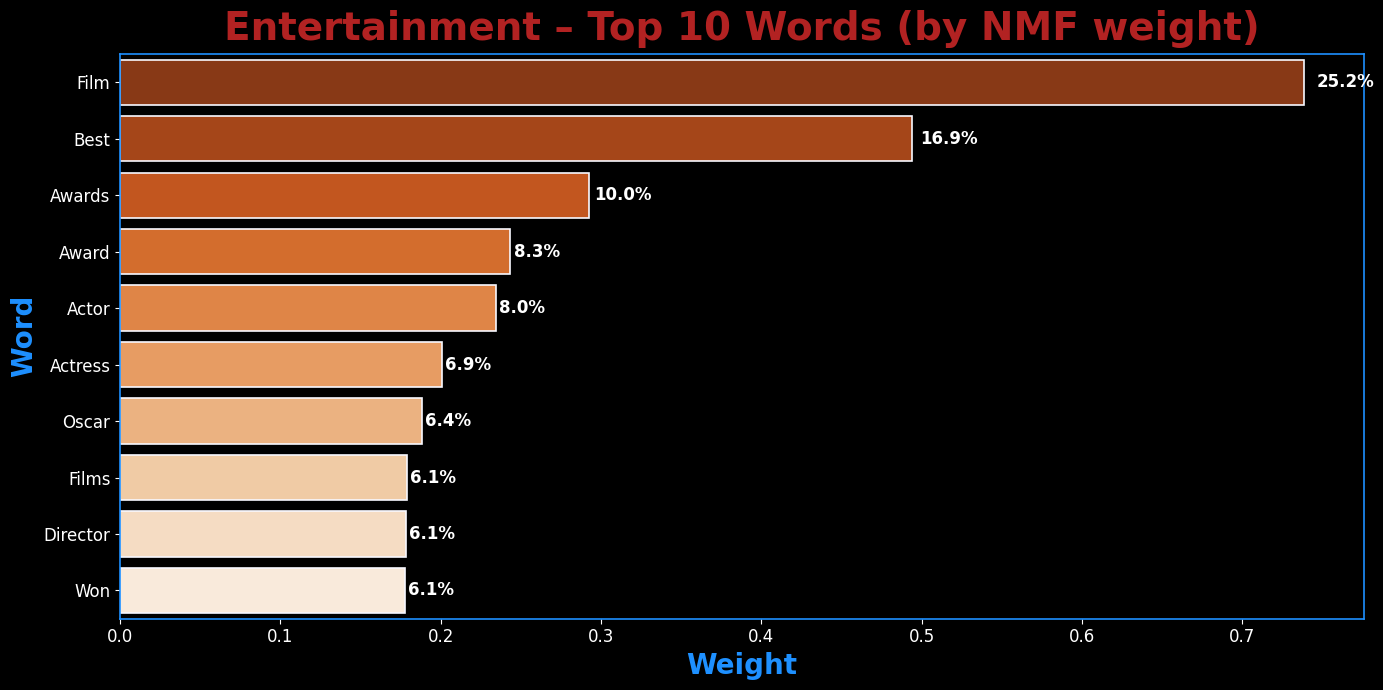 Entertainment – Top 10 Words (by NMF weight)
Film 25.2%
Best 16.9%
Awards 10.0%
Award 8.3%
Actor 8.0%
Actress 6.9%
Oscar 6.4%
Films 6.1%
Director 6.1%
Won 6.1%
Word
0.0 0.1 0.2 0.3 0.4 0.5 0.6 0.7
Weight